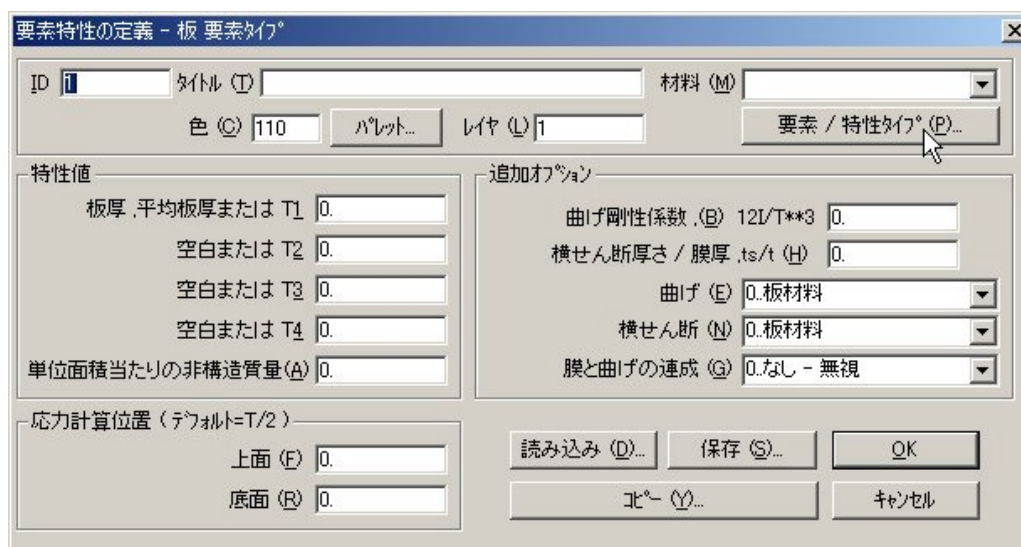 要素特性の定義 - 板 要素ﾀｲﾌﾟ
ID 1 ﾀｲﾄﾙ (T) 材料 (M)
色 (C) 110 ﾊﾟﾚｯﾄ... ﾚｲﾔ (L) 1 要素 / 特性ﾀｲﾌﾟ(P)...
特性値
板厚 ,平均板厚または T1 0.
空白または T2 0.
空白または T3 0.
空白または T4 0.
単位面積当たりの非構造質量(A) 0.
追加ｵﾌﾟｼｮﾝ
曲げ剛性係数 ,(B) 12I/T**3 0.
横せん断厚さ / 膜厚 ,ts/t (H) 0.
曲げ (E) 0..板材料
横せん断 (N) 0..板材料
膜と曲げの連成 (G) 0..なし - 無視
応力計算位置 ( ﾃﾞﾌｫﾙﾄ=T/2 )
上面 (F) 0.
底面 (R) 0.
読み込み (D)... 保存 (S)... OK
ｺﾋﾟｰ (Y)... ｷｬﾝｾﾙ